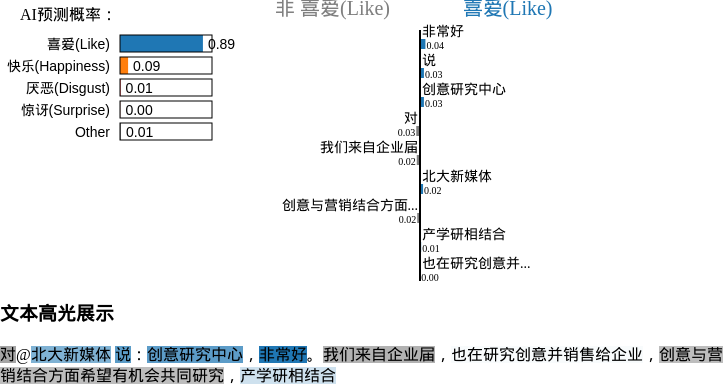 AI预测概率：
喜爱(Like) 0.89
快乐(Happiness) 0.09
厌恶(Disgust) 0.01
惊讶(Surprise) 0.00
Other 0.01
非 喜爱(Like) 喜爱(Like)
非常好
0.04
说
0.03
创意研究中心
0.03
对
0.03
我们来自企业届
0.02
北大新媒体
0.02
创意与营销结合方面...
0.02
产学研相结合
0.01
也在研究创意并...
0.00
文本高光展示
对@北大新媒体 说：创意研究中心，非常好。我们来自企业届，也在研究创意并销售给企业，创意与营
销结合方面希望有机会共同研究，产学研相结合